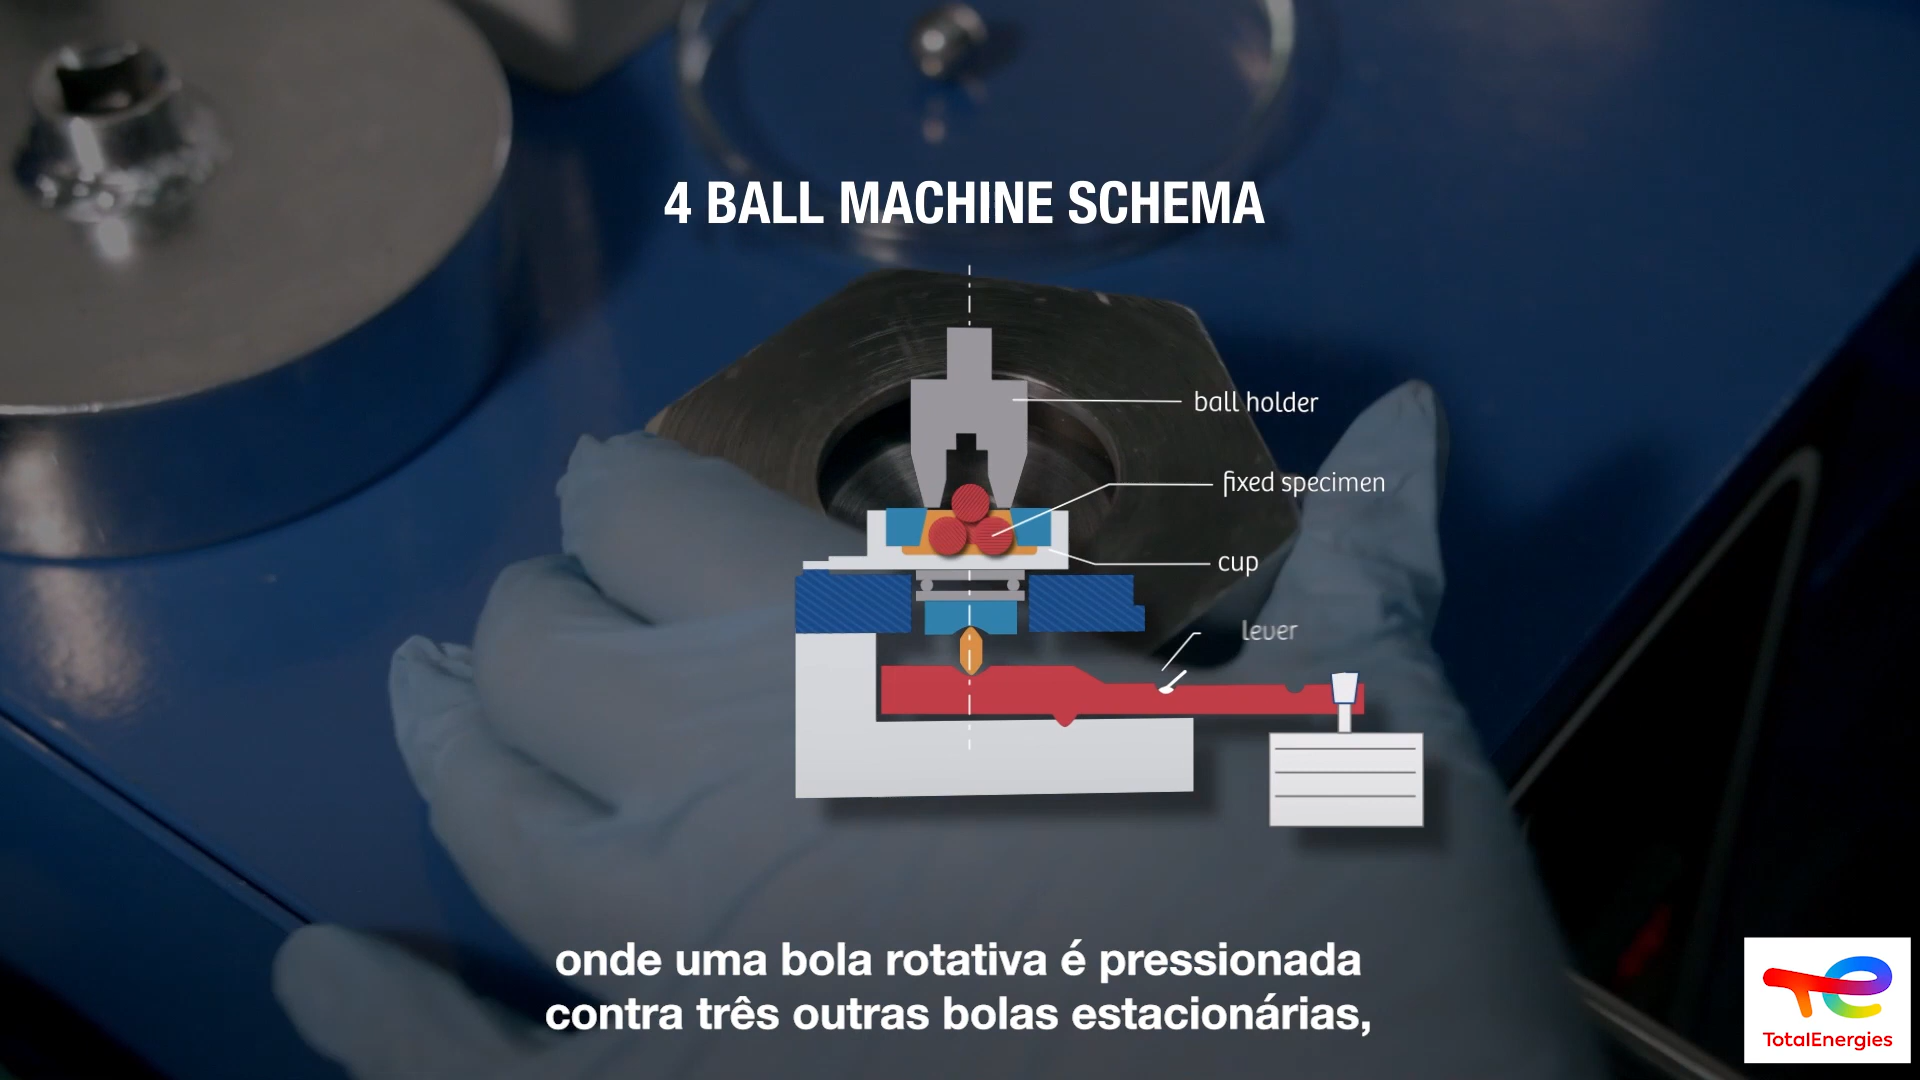 4 BALL MACHINE SCHEMA
ball holder
fixed specimen
cup
lever
onde uma bola rotativa é pressionada
contra três outras bolas estacionárias,
TotalEnergies